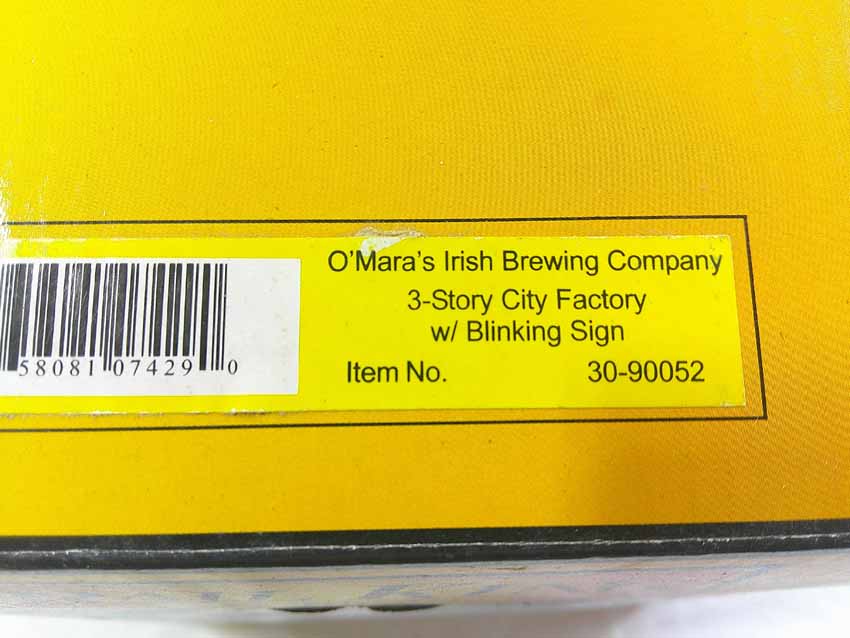 O'Mara's Irish Brewing Company
3-Story City Factory
w/ Blinking Sign
Item No. 30-90052
58081 07429 0